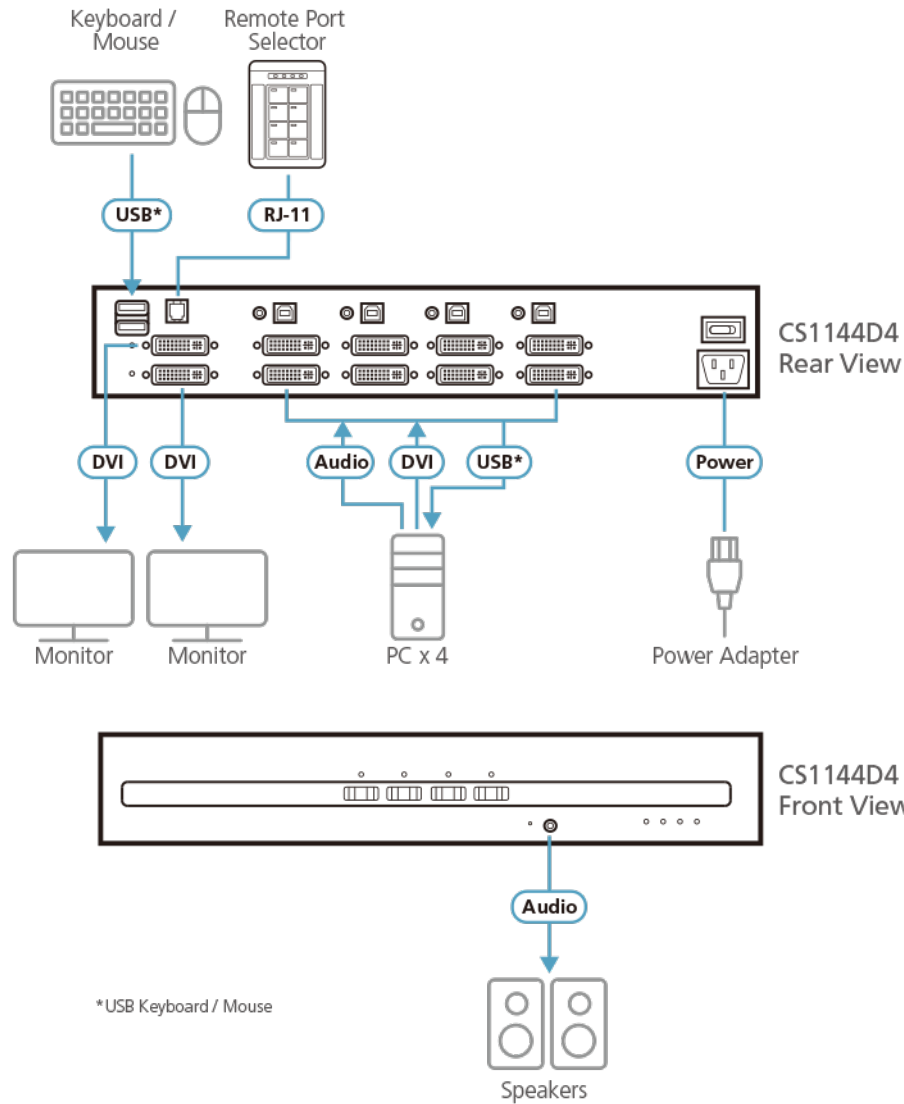 Keyboard /
Mouse
Remote Port
Selector
USB*
RJ-11
CS1144D4
Rear View
DVI
DVI
Audio
DVI
USB*
Power
Monitor
Monitor
PC x 4
Power Adapter
CS1144D4
Front View
Audio
*USB Keyboard / Mouse
Speakers